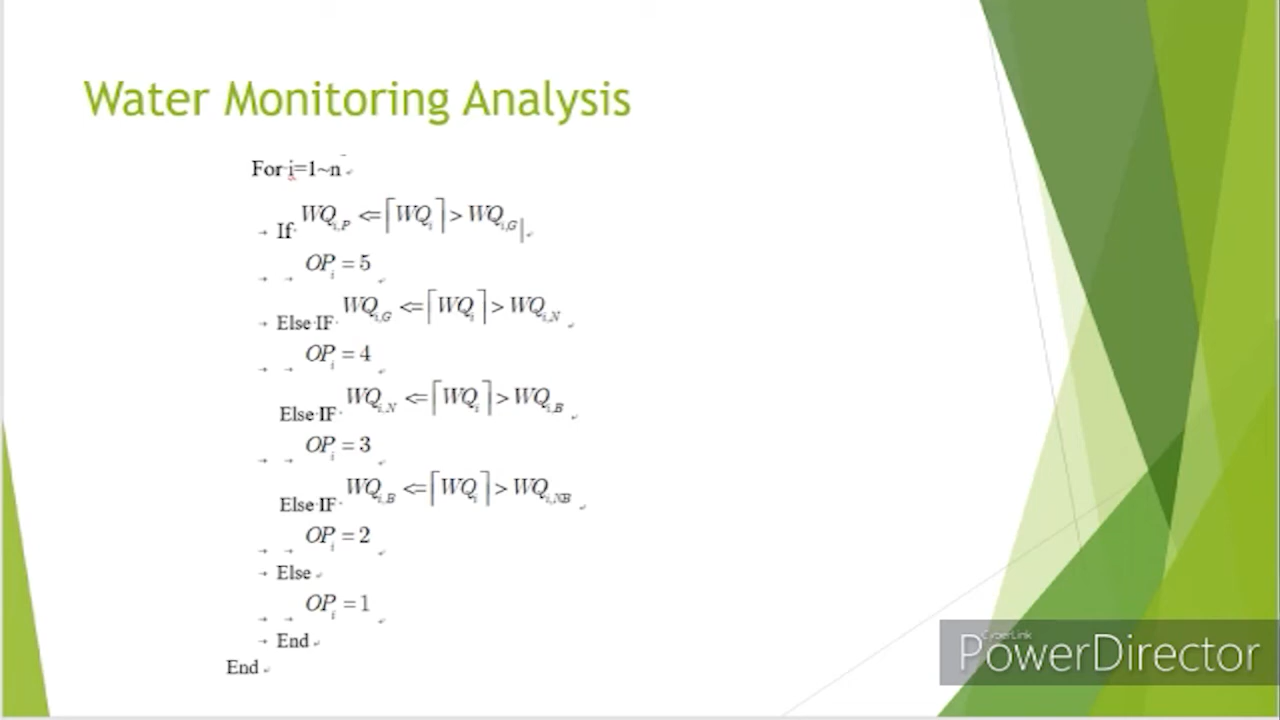 Water Monitoring Analysis
For i=1~n
If WQ_{i,P} <=⌈WQ_i⌉> WQ_{i,G}
OP_i = 5
Else IF WQ_{i,G} <=⌈WQ_i⌉> WQ_{i,N}
OP_i = 4
Else IF WQ_{i,N} <=⌈WQ_i⌉> WQ_{i,B}
OP_i = 3
Else IF WQ_{i,B} <=⌈WQ_i⌉> WQ_{i,NB}
OP_i = 2
Else
OP_i = 1
End
End
CyberLink
PowerDirector